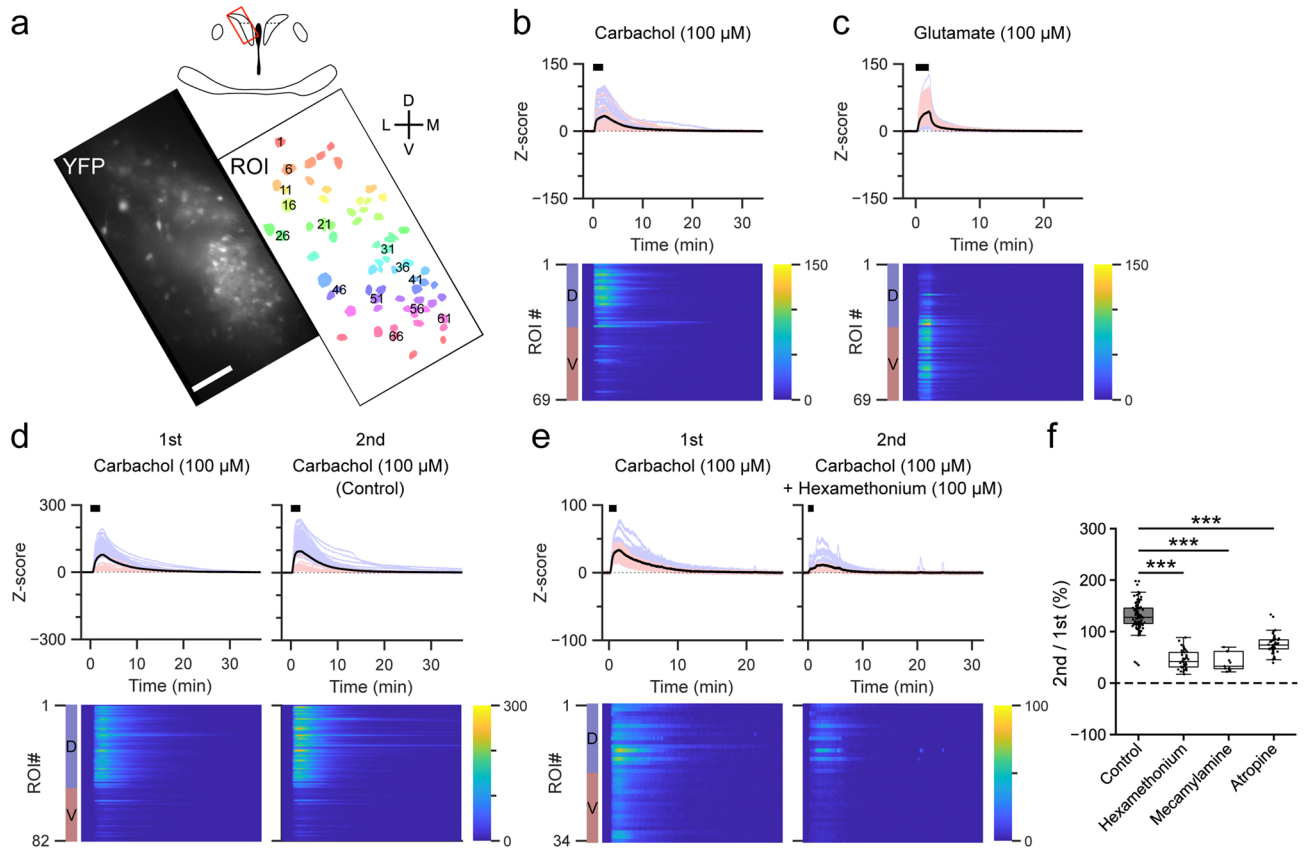 a
YFP
ROI
D
L M
V
1
6
11
16
21
26
31
36
41
46
51
56
61
66
b
Carbachol (100 µM)
150
0
−150
Z-score
0 10 20 30
Time (min)
1
D
V
69
ROI #
150
0
c
Glutamate (100 µM)
150
0
−150
Z-score
0 10 20
Time (min)
1
D
V
69
ROI #
150
0
d
1st
Carbachol (100 µM)
2nd
Carbachol (100 µM)
(Control)
300
0
−300
Z-score
0 10 20 30
Time (min)
0 10 20 30
Time (min)
1
D
V
82
ROI#
300
0
e
1st
Carbachol (100 µM)
2nd
Carbachol (100 µM)
+ Hexamethonium (100 µM)
100
0
−100
Z-score
0 10 20
Time (min)
0 10 20
Time (min)
1
D
V
34
ROI#
100
0
f
***
***
***
300
200
100
0
−100
2nd / 1st (%)
Control
Hexamethonium
Mecamylamine
Atropine